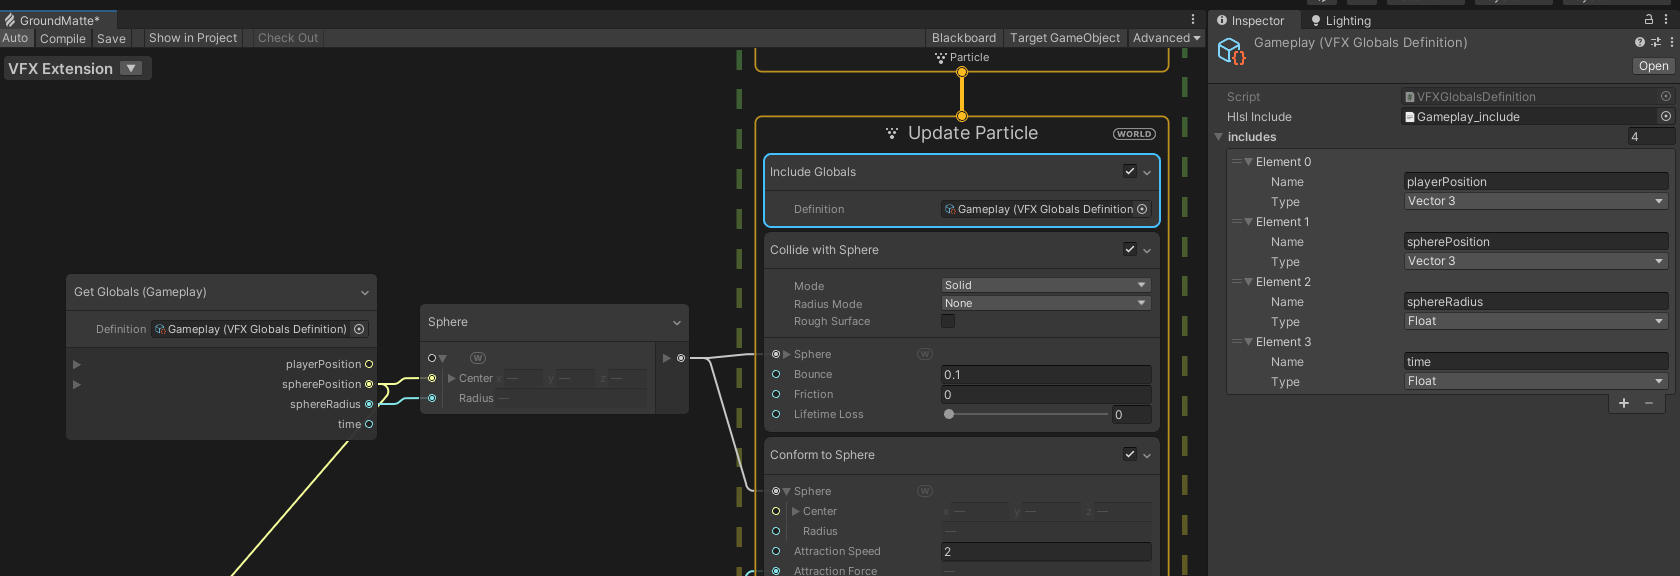 GroundMatte*
Auto Compile Save Show in Project Check Out Blackboard Target GameObject Advanced
VFX Extension
Particle
Update Particle WORLD
Include Globals
Definition Gameplay (VFX Globals Definition
Collide with Sphere
Mode Solid
Radius Mode None
Rough Surface
Sphere W
Bounce 0.1
Friction 0
Lifetime Loss 0
Conform to Sphere
Sphere W
Center x — y — z —
Radius —
Attraction Speed 2
Attraction Force —
Get Globals (Gameplay)
Definition Gameplay (VFX Globals Definition)
playerPosition
spherePosition
sphereRadius
time
Sphere
W
Center x — y — z —
Radius —
Inspector Lighting
Gameplay (VFX Globals Definition)
Open
Script VFXGlobalsDefinition
Hlsl Include Gameplay_include
includes 4
Element 0
Name playerPosition
Type Vector 3
Element 1
Name spherePosition
Type Vector 3
Element 2
Name sphereRadius
Type Float
Element 3
Name time
Type Float
+ −